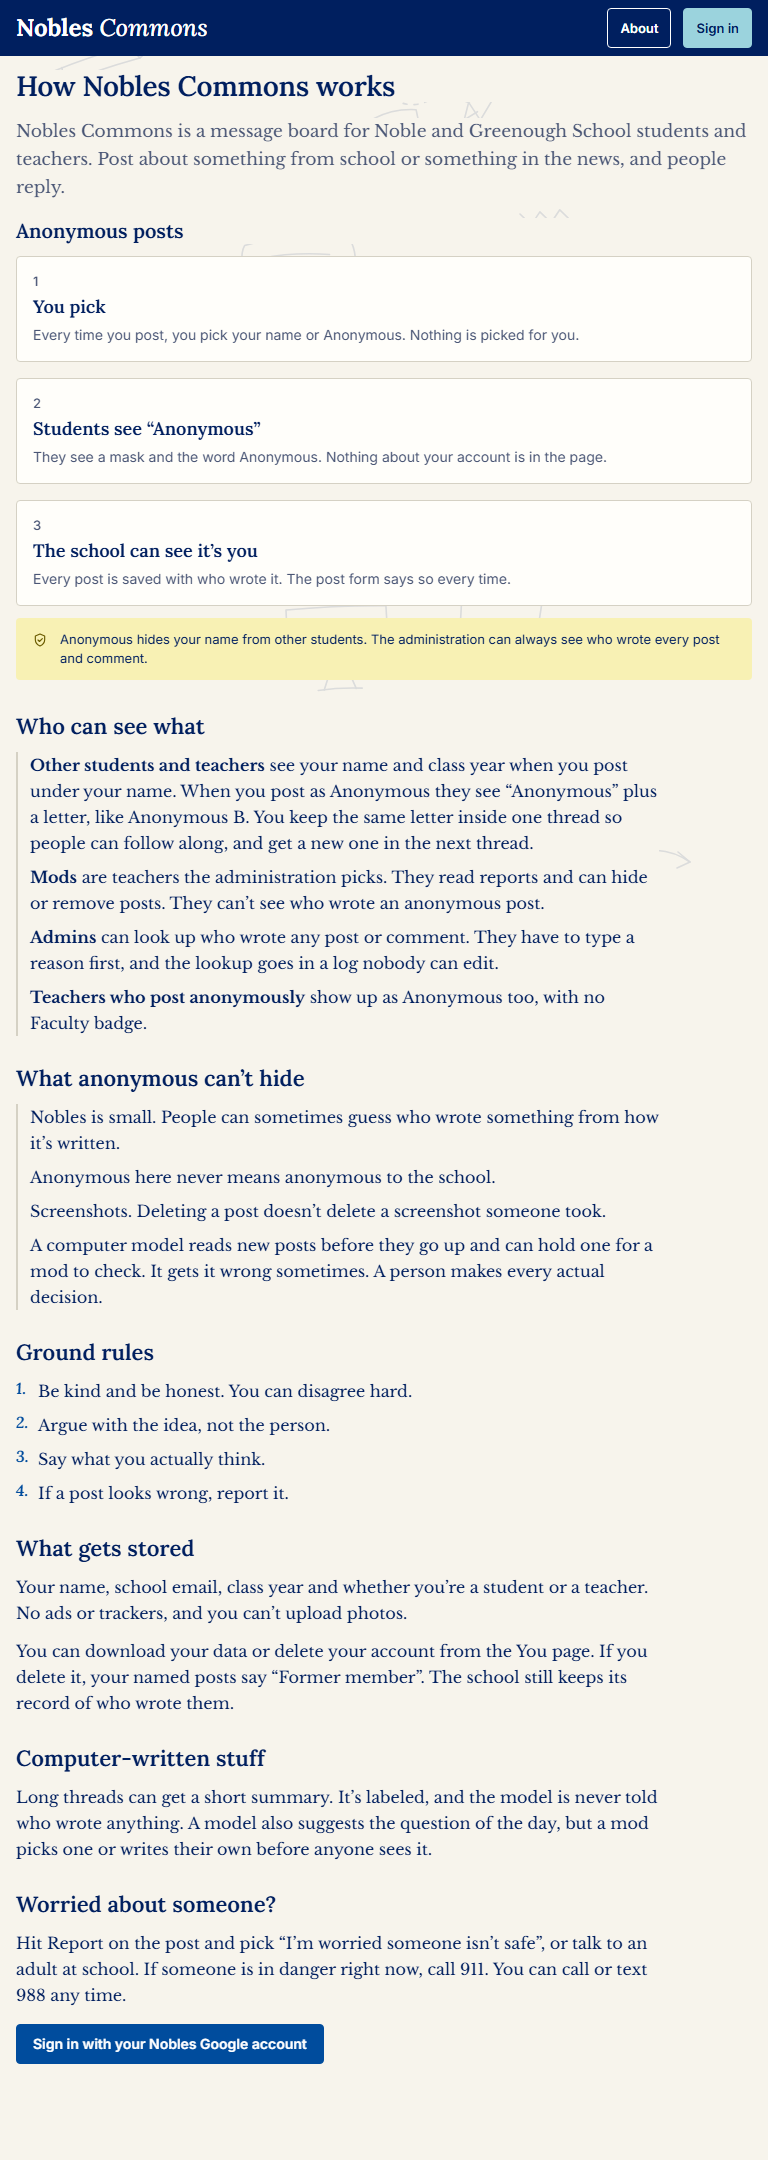 Nobles Commons
About
Sign in
How Nobles Commons works
Nobles Commons is a message board for Noble and Greenough School students and
teachers. Post about something from school or something in the news, and people
reply.
Anonymous posts
1
You pick
Every time you post, you pick your name or Anonymous. Nothing is picked for you.
2
Students see “Anonymous”
They see a mask and the word Anonymous. Nothing about your account is in the page.
3
The school can see it’s you
Every post is saved with who wrote it. The post form says so every time.
Anonymous hides your name from other students. The administration can always see who wrote every post
and comment.
Who can see what
Other students and teachers see your name and class year when you post
under your name. When you post as Anonymous they see “Anonymous” plus
a letter, like Anonymous B. You keep the same letter inside one thread so
people can follow along, and get a new one in the next thread.
Mods are teachers the administration picks. They read reports and can hide
or remove posts. They can’t see who wrote an anonymous post.
Admins can look up who wrote any post or comment. They have to type a
reason first, and the lookup goes in a log nobody can edit.
Teachers who post anonymously show up as Anonymous too, with no
Faculty badge.
What anonymous can’t hide
Nobles is small. People can sometimes guess who wrote something from how
it’s written.
Anonymous here never means anonymous to the school.
Screenshots. Deleting a post doesn’t delete a screenshot someone took.
A computer model reads new posts before they go up and can hold one for a
mod to check. It gets it wrong sometimes. A person makes every actual
decision.
Ground rules
1. Be kind and be honest. You can disagree hard.
2. Argue with the idea, not the person.
3. Say what you actually think.
4. If a post looks wrong, report it.
What gets stored
Your name, school email, class year and whether you’re a student or a teacher.
No ads or trackers, and you can’t upload photos.
You can download your data or delete your account from the You page. If you
delete it, your named posts say “Former member”. The school still keeps its
record of who wrote them.
Computer-written stuff
Long threads can get a short summary. It’s labeled, and the model is never told
who wrote anything. A model also suggests the question of the day, but a mod
picks one or writes their own before anyone sees it.
Worried about someone?
Hit Report on the post and pick “I’m worried someone isn’t safe”, or talk to an
adult at school. If someone is in danger right now, call 911. You can call or text
988 any time.
Sign in with your Nobles Google account